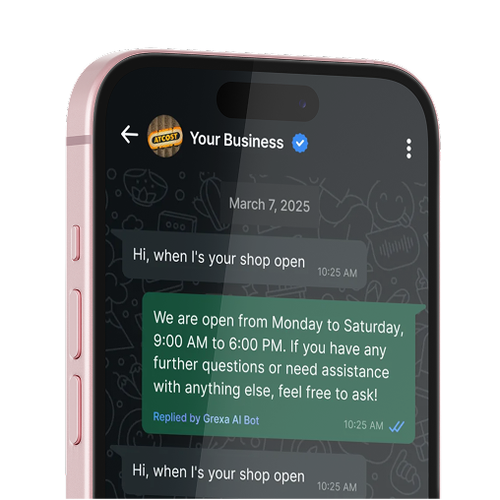 ATCOST
Your Business
March 7, 2025
Hi, when I's your shop open
10:25 AM
We are open from Monday to Saturday,
9:00 AM to 6:00 PM. If you have any
further questions or need assistance
with anything else, feel free to ask!
Replied by Grexa AI Bot
10:25 AM
Hi, when I's your shop open
10:25 AM